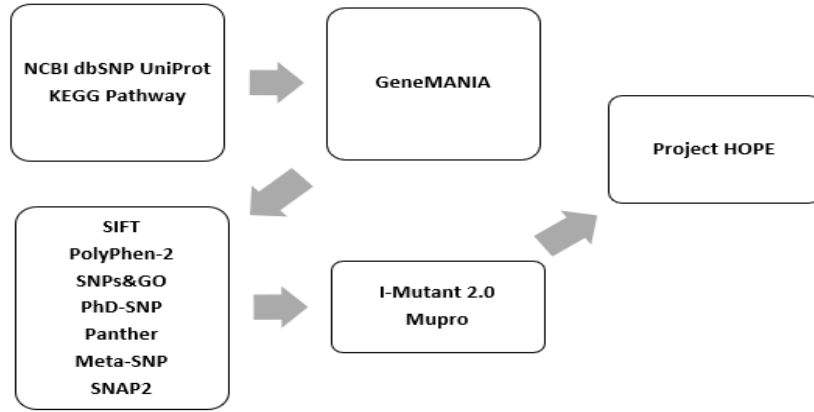 NCBI dbSNP UniProt
KEGG Pathway
GeneMANIA
SIFT
PolyPhen-2
SNPs&GO
PhD-SNP
Panther
Meta-SNP
SNAP2
I-Mutant 2.0
Mupro
Project HOPE